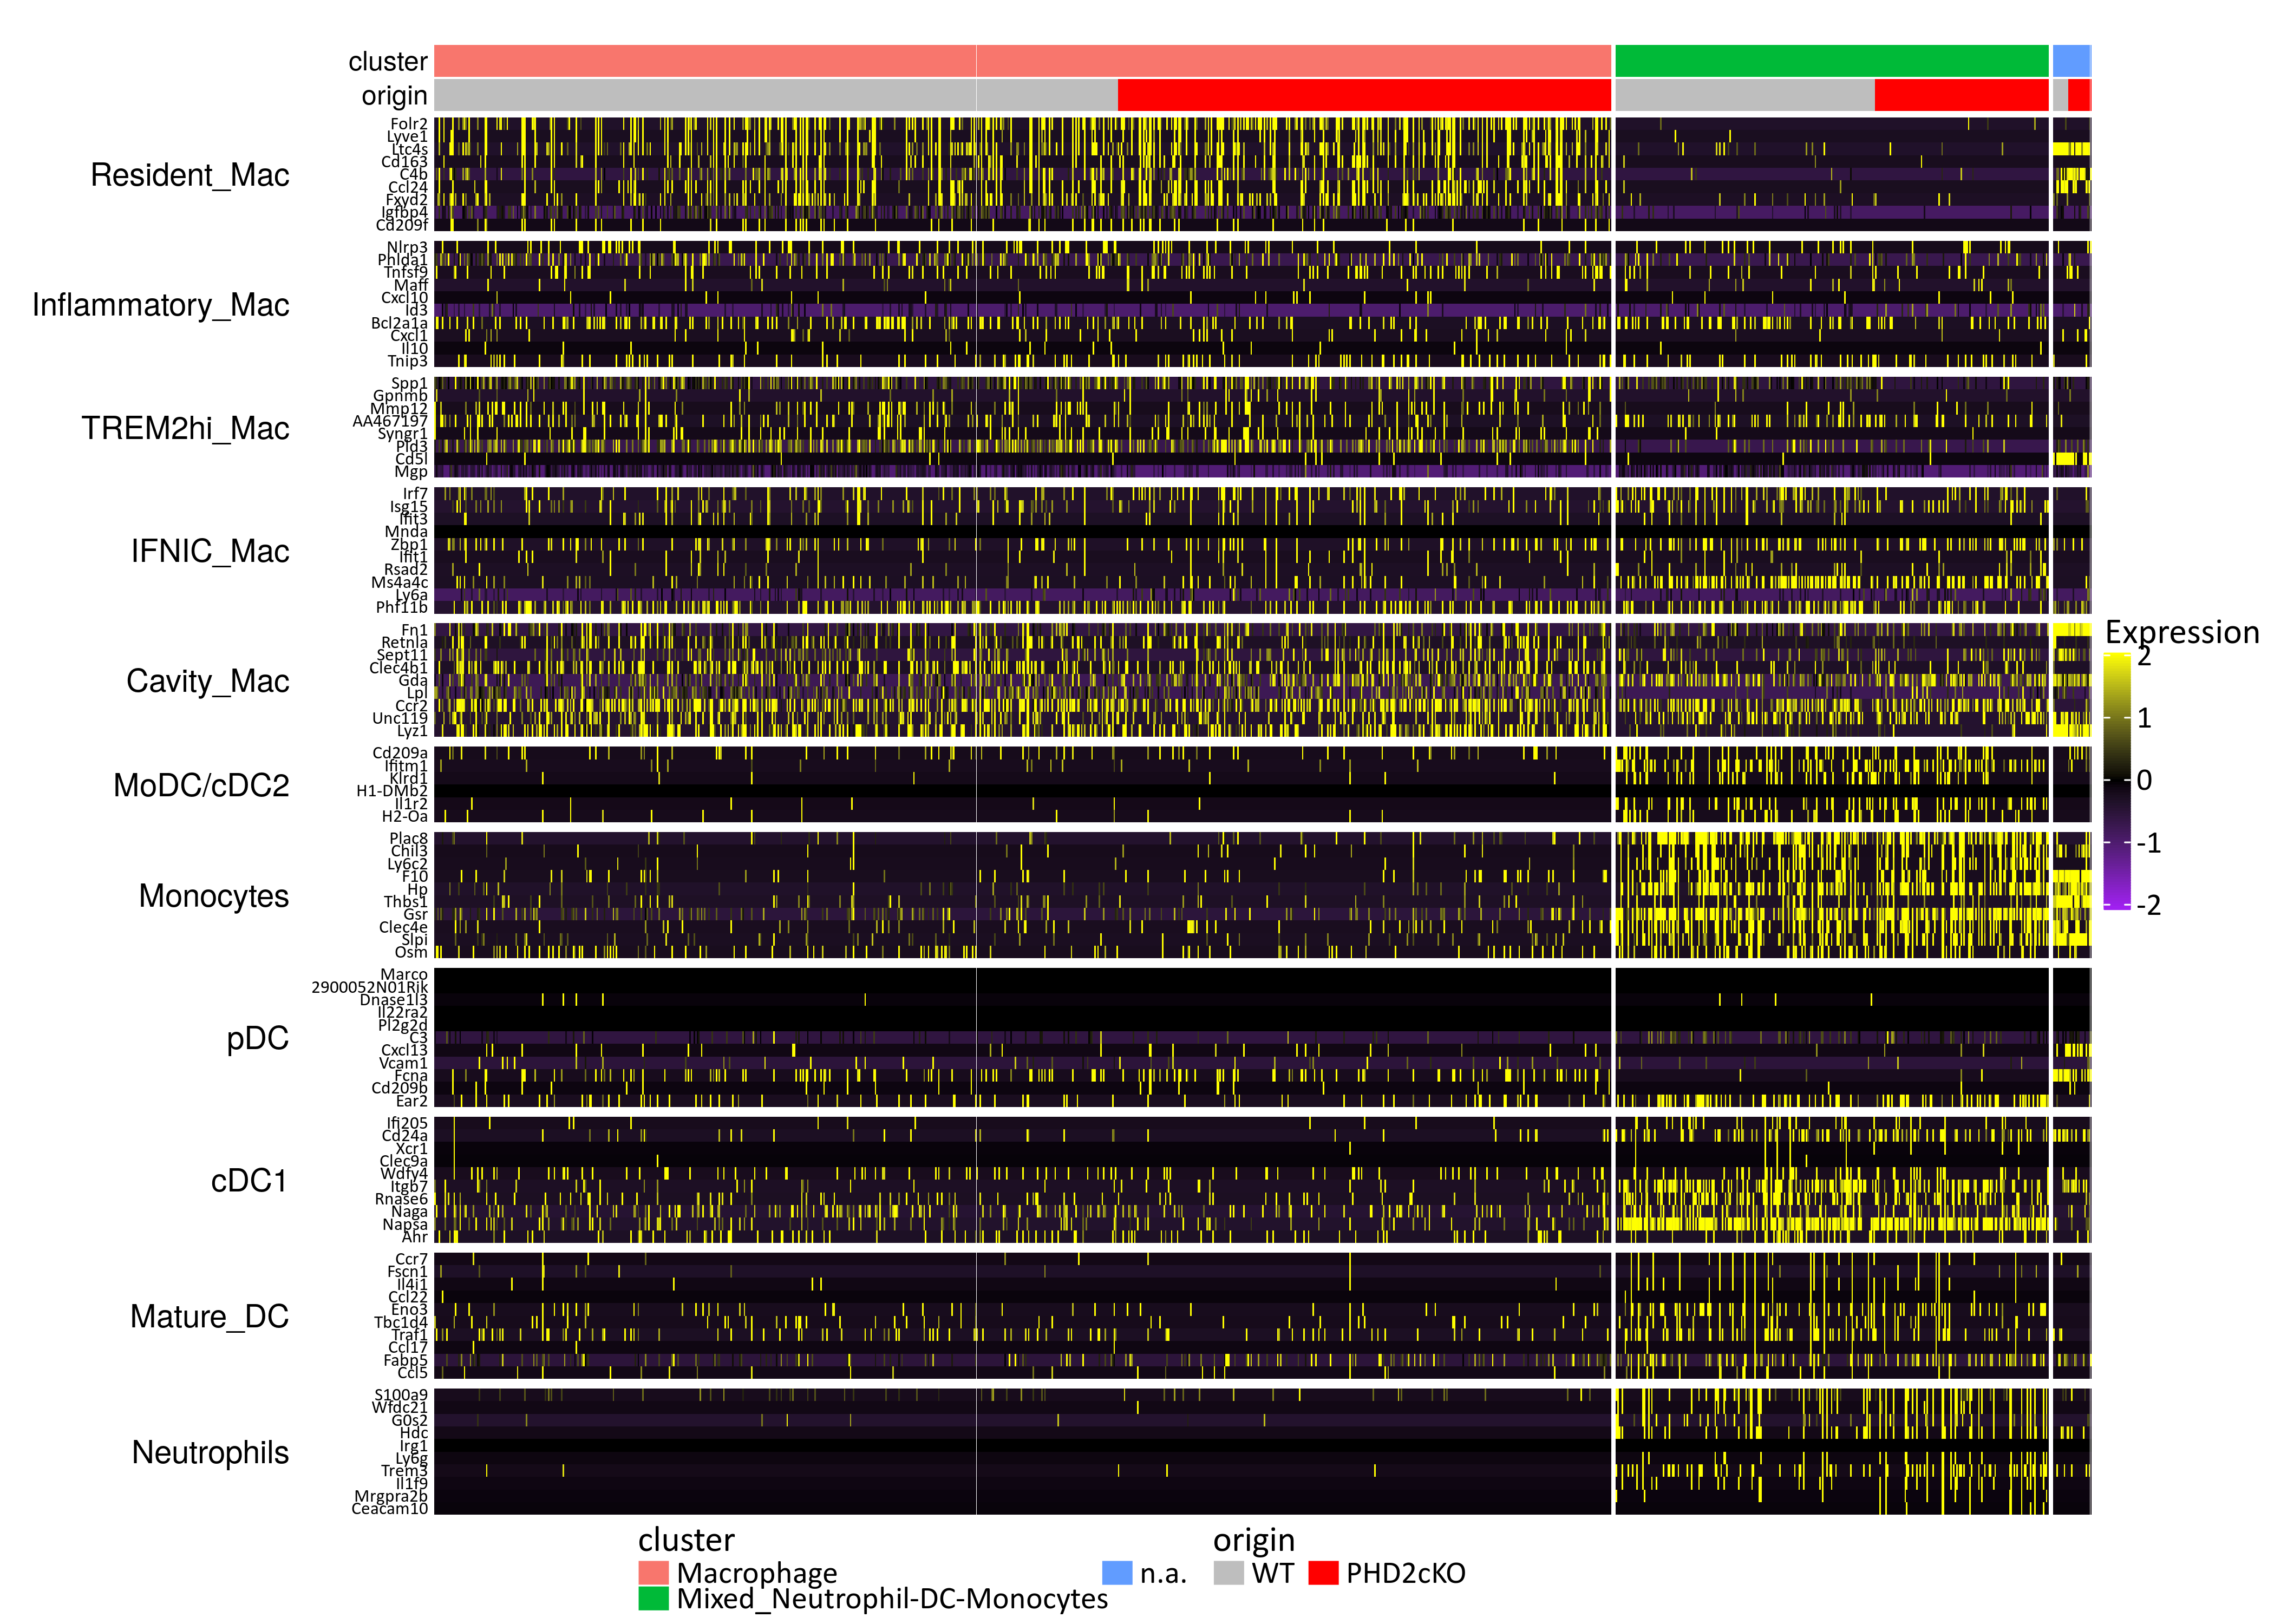 cluster
origin
Resident_Mac
Folr2
Lyve1
Ltc4s
Cd163
C4b
Ccl24
Fxyd2
Igfbp4
Cd209f
Inflammatory_Mac
Nlrp3
Phlda1
Tnfsf9
Maff
Cxcl10
Id3
Bcl2a1a
Cxcl1
Il10
Tnip3
TREM2hi_Mac
Spp1
Gpnmb
Mmp12
AA467197
Syngr1
Pld3
Cd5l
Mgp
IFNIC_Mac
Irf7
Isg15
Ifit3
Mnda
Zbp1
Ifit1
Rsad2
Ms4a4c
Ly6a
Phf11b
Cavity_Mac
Fn1
Retnla
Sept11
Clec4b1
Gda
Lpl
Ccr2
Unc119
Lyz1
MoDC/cDC2
Cd209a
Ifitm1
Klrd1
H1-DMb2
Il1r2
H2-Oa
Monocytes
Plac8
Chil3
Ly6c2
F10
Hp
Thbs1
Gsr
Clec4e
Slpi
Osm
pDC
Marco
2900052N01Rik
Dnase1l3
Il22ra2
Pl2g2d
C3
Cxcl13
Vcam1
Fcna
Cd209b
Ear2
cDC1
Ifi205
Cd24a
Xcr1
Clec9a
Wdfy4
Itgb7
Rnase6
Naga
Napsa
Ahr
Mature_DC
Ccr7
Fscn1
Il4i1
Ccl22
Eno3
Tbc1d4
Traf1
Ccl17
Fabp5
Ccl5
Neutrophils
S100a9
Wfdc21
G0s2
Hdc
Irg1
Ly6g
Trem3
Il1f9
Mrgpra2b
Ceacam10
Expression
2
1
0
-1
-2
cluster
Macrophage
Mixed_Neutrophil-DC-Monocytes
n.a.
origin
WT
PHD2cKO